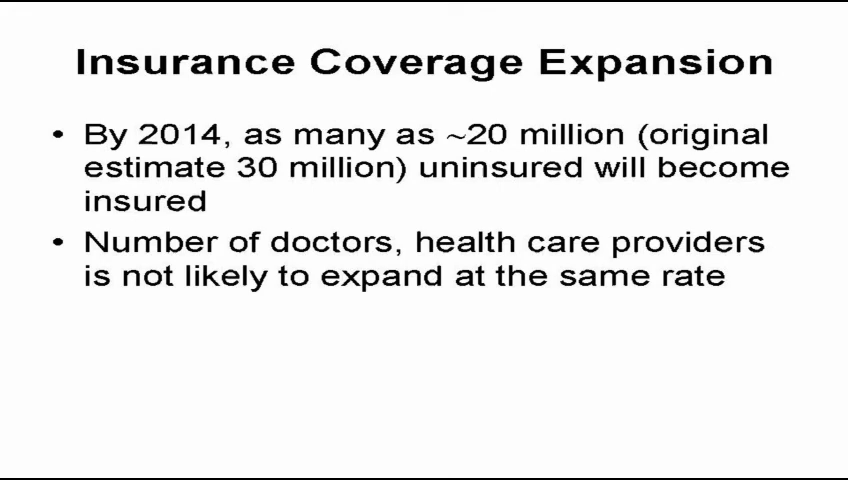 Insurance Coverage Expansion
• By 2014, as many as ~20 million (original
estimate 30 million) uninsured will become
insured
• Number of doctors, health care providers
is not likely to expand at the same rate